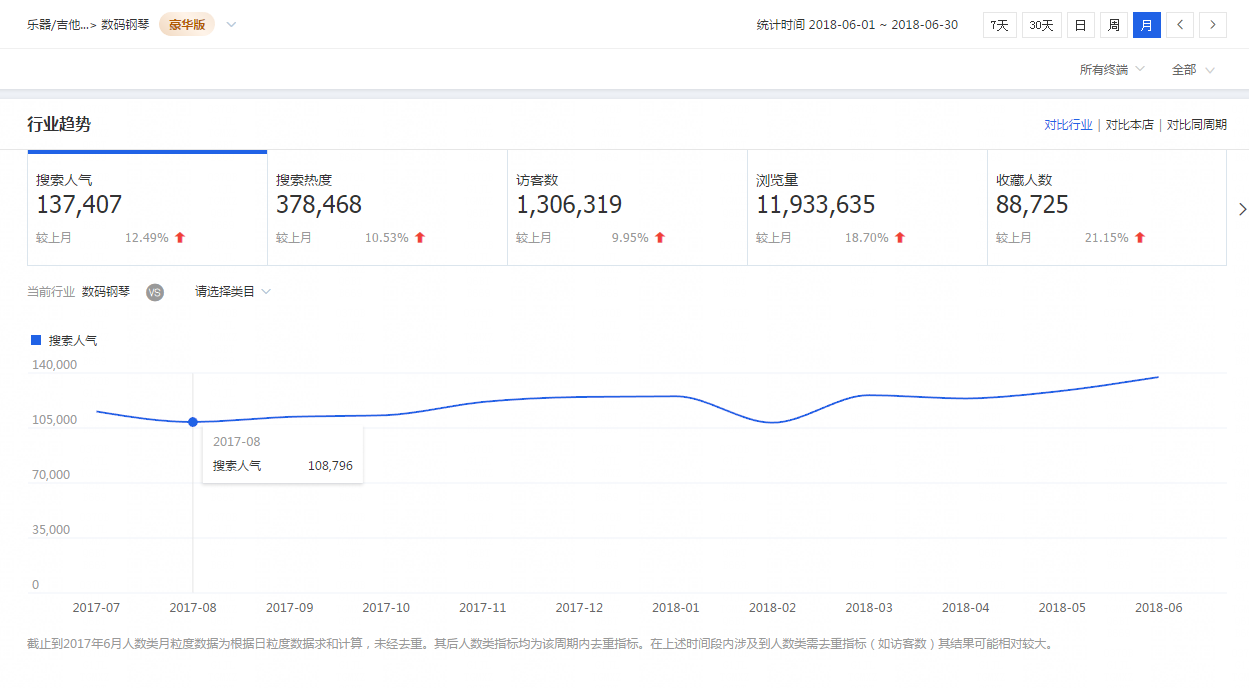 乐器/吉他...> 数码钢琴 豪华版 统计时间 2018-06-01 ~ 2018-06-30 7天 30天 日 周 月
所有终端 全部
行业趋势 对比行业 | 对比本店 | 对比同周期
搜索人气 搜索热度 访客数 浏览量 收藏人数
137,407 378,468 1,306,319 11,933,635 88,725
较上月 12.49% 较上月 10.53% 较上月 9.95% 较上月 18.70% 较上月 21.15%
当前行业 数码钢琴 VS 请选择类目
搜索人气
140,000
105,000
2017-08
搜索人气 108,796
70,000
35,000
0
2017-07 2017-08 2017-09 2017-10 2017-11 2017-12 2018-01 2018-02 2018-03 2018-04 2018-05 2018-06
截止到2017年6月人数类月粒度数据为根据日粒度数据求和计算，未经去重。其后人数类指标均为该周期内去重指标。在上述时间段内涉及到人数类需去重指标（如访客数）其结果可能相对较大。